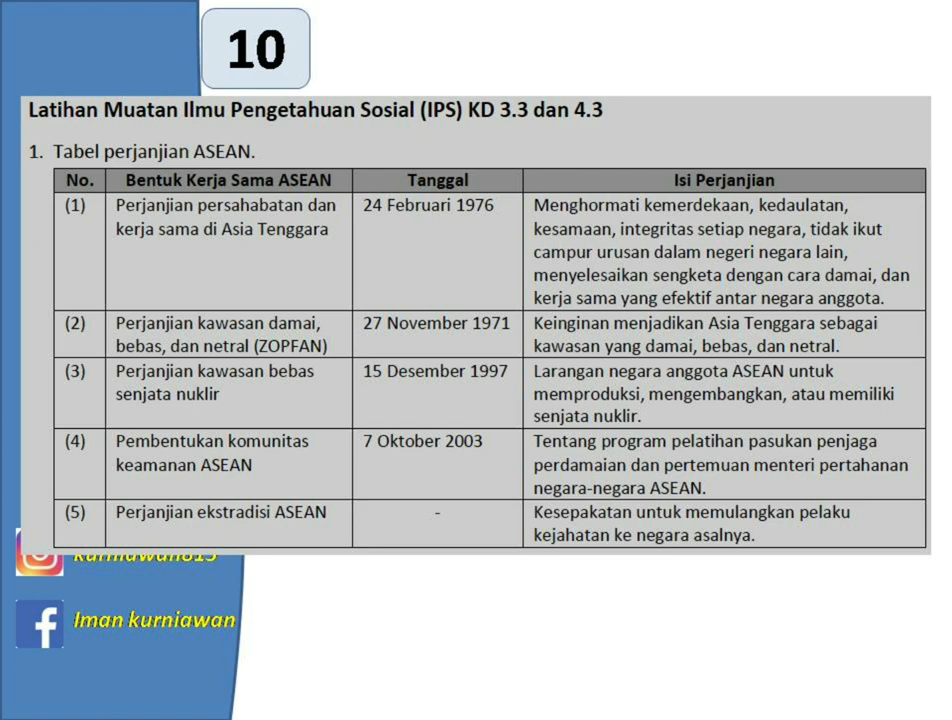 10
Latihan Muatan Ilmu Pengetahuan Sosial (IPS) KD 3.3 dan 4.3
1. Tabel perjanjian ASEAN.
No. Bentuk Kerja Sama ASEAN Tanggal Isi Perjanjian
(1) Perjanjian persahabatan dan 24 Februari 1976 Menghormati kemerdekaan, kedaulatan,
kerja sama di Asia Tenggara kesamaan, integritas setiap negara, tidak ikut
campur urusan dalam negeri negara lain,
menyelesaikan sengketa dengan cara damai, dan
kerja sama yang efektif antar negara anggota.
(2) Perjanjian kawasan damai, 27 November 1971 Keinginan menjadikan Asia Tenggara sebagai
bebas, dan netral (ZOPFAN) kawasan yang damai, bebas, dan netral.
(3) Perjanjian kawasan bebas 15 Desember 1997 Larangan negara anggota ASEAN untuk
senjata nuklir memproduksi, mengembangkan, atau memiliki
senjata nuklir.
(4) Pembentukan komunitas 7 Oktober 2003 Tentang program pelatihan pasukan penjaga
keamanan ASEAN perdamaian dan pertemuan menteri pertahanan
negara-negara ASEAN.
(5) Perjanjian ekstradisi ASEAN - Kesepakatan untuk memulangkan pelaku
kejahatan ke negara asalnya.
Iman kurniawan